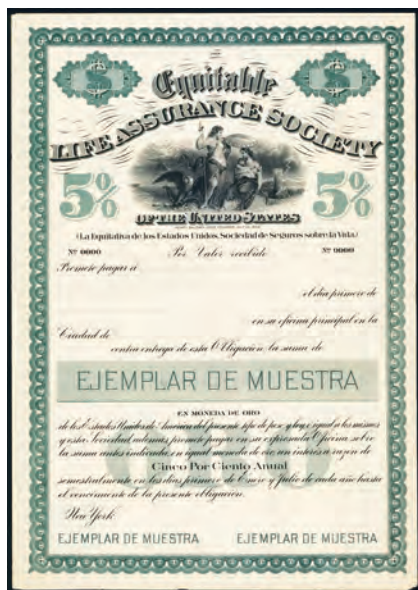 $ $
Equitable
LIFE ASSURANCE SOCIETY
5% 5%
OF THE UNITED STATES
(La Equitativa de los Estados Unidos, Sociedad de Seguros sobre la Vida.)
Nº 0000 Por Valor recibido Nº 0000
Promete pagar á
el dia primero de
en su oficina principal en la
Ciudad de
contra entrega de esta Obligacion la suma de
EJEMPLAR DE MUESTRA
EN MONEDA DE ORO
de los Estados Unidos de América del presente tipo de peso y ley, e igual a los mismos
y esta Sociedad además promete pagar en su expresada Oficina sobre
la suma antes indicada, en igual moneda de oro, un interés a razon de
Cinco Por Ciento Anual
semestralmente en los dias primero de Enero y Julio de cada año hasta
el vencimiento de la presente obligacion.
New York
EJEMPLAR DE MUESTRA EJEMPLAR DE MUESTRA